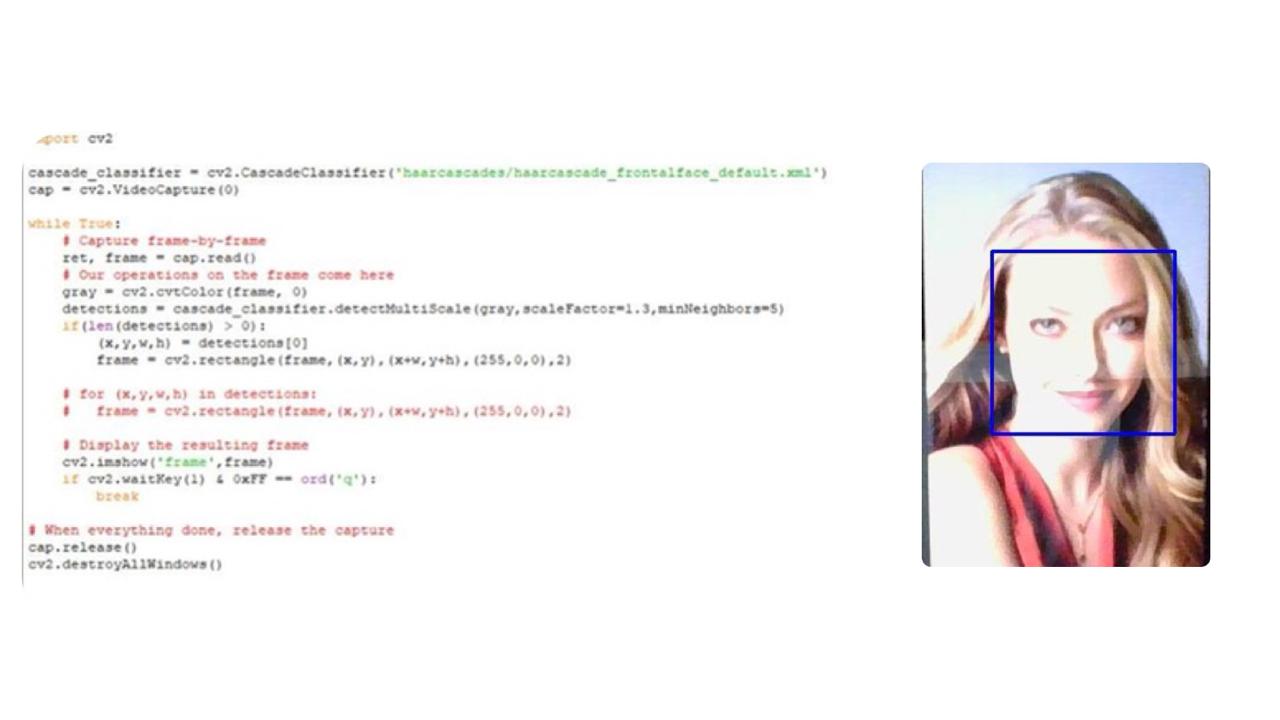 port cv2
cascade_classifier = cv2.CascadeClassifier('haarcascades/haarcascade_frontalface_default.xml')
cap = cv2.VideoCapture(0)
while True:
# Capture frame-by-frame
ret, frame = cap.read()
# Our operations on the frame come here
gray = cv2.cvtColor(frame, 0)
detections = cascade_classifier.detectMultiScale(gray,scaleFactor=1.3,minNeighbors=5)
if(len(detections) > 0):
(x,y,w,h) = detections[0]
frame = cv2.rectangle(frame,(x,y),(x+w,y+h),(255,0,0),2)
# for (x,y,w,h) in detections:
#   frame = cv2.rectangle(frame,(x,y),(x+w,y+h),(255,0,0),2)
# Display the resulting frame
cv2.imshow('frame',frame)
if cv2.waitKey(1) & 0xFF == ord('q'):
break
# When everything done, release the capture
cap.release()
cv2.destroyAllWindows()